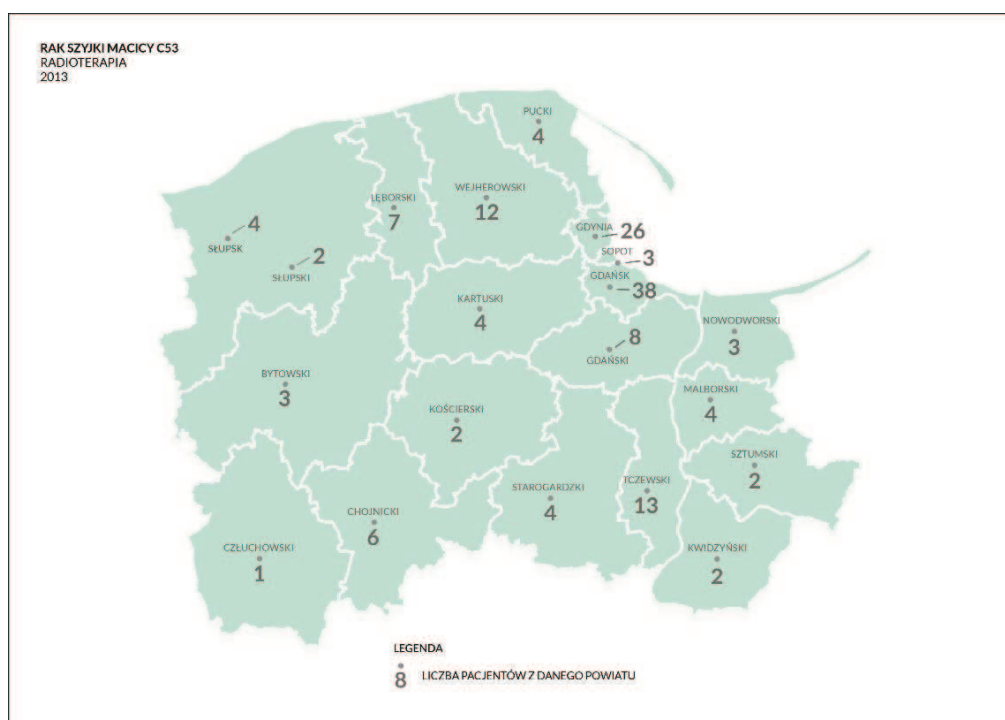 RAK SZYJKI MACICY C53
RADIOTERAPIA
2013
PUCKI
4
WEJHEROWSKI
12
LĘBORSKI
7
4
SŁUPSK
2
SŁUPSKI
GDYNIA
26
SOPOT
3
GDAŃSK
38
KARTUSKI
4
NOWODWORSKI
3
8
GDAŃSKI
BYTOWSKI
3
MALBORSKI
4
KOŚCIERSKI
2
SZTUMSKI
2
STAROGARDZKI
4
TCZEWSKI
13
CHOJNICKI
6
CZŁUCHOWSKI
1
KWIDZYŃSKI
2
LEGENDA
8 LICZBA PACJENTÓW Z DANEGO POWIATU